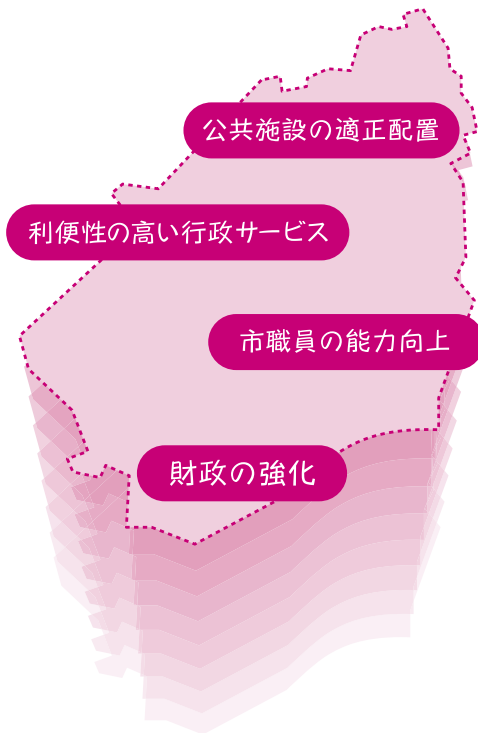 公共施設の適正配置
利便性の高い行政サービス
市職員の能力向上
財政の強化